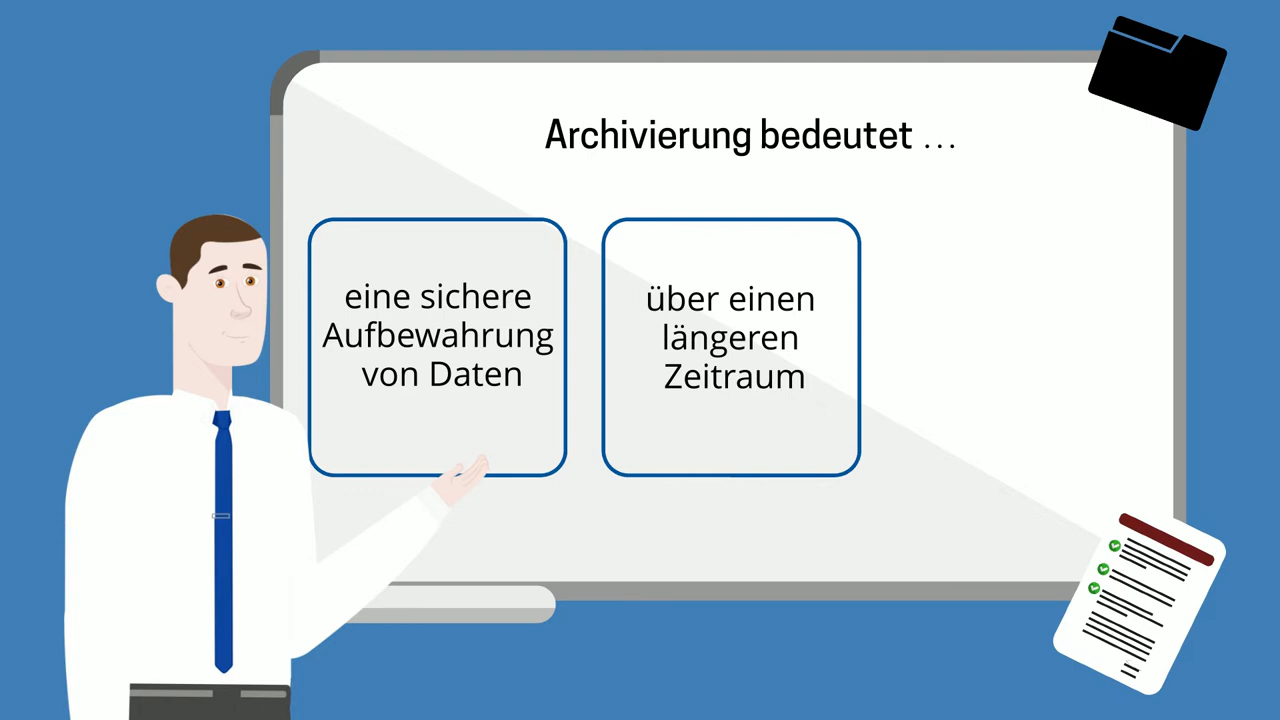 Archivierung bedeutet ...
eine sichere
Aufbewahrung
von Daten
über einen
längeren
Zeitraum